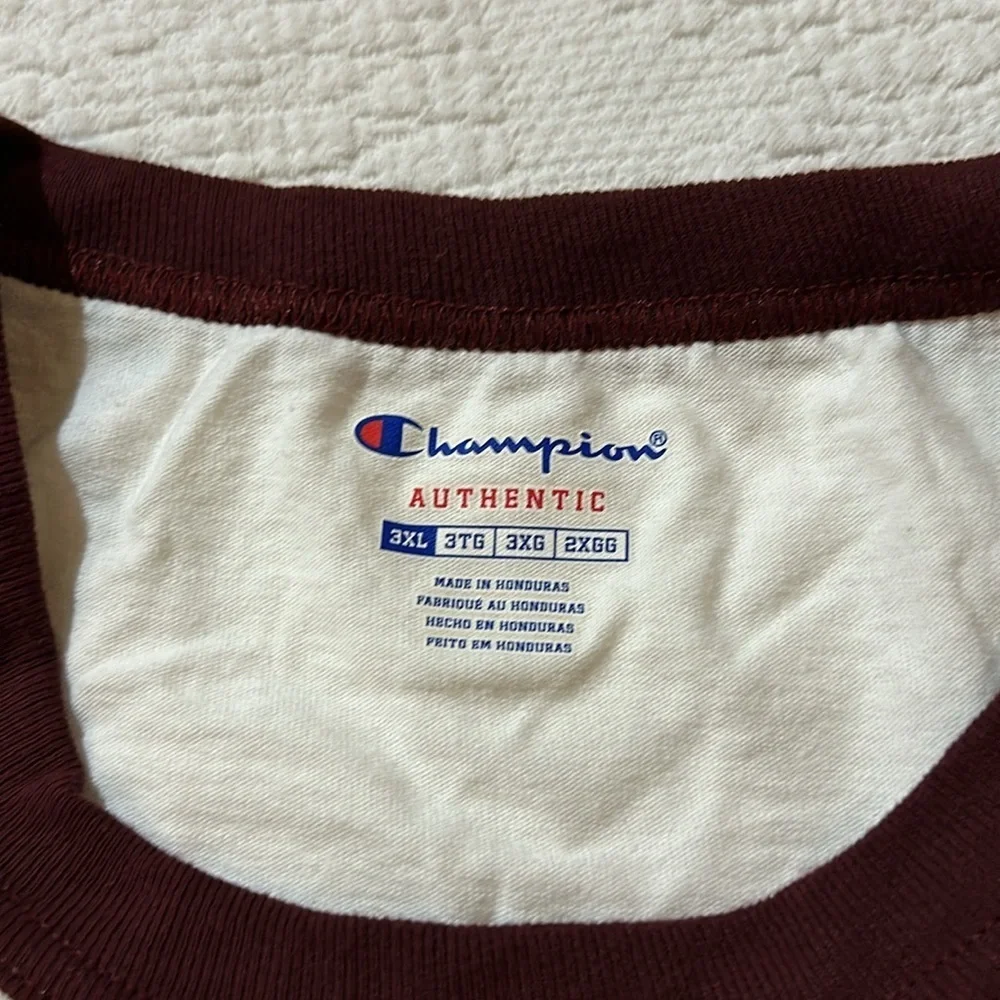 Champion®
AUTHENTIC
3XL 3TG 3XG 2XGG
MADE IN HONDURAS
FABRIQUÉ AU HONDURAS
HECHO EN HONDURAS
FEITO EM HONDURAS